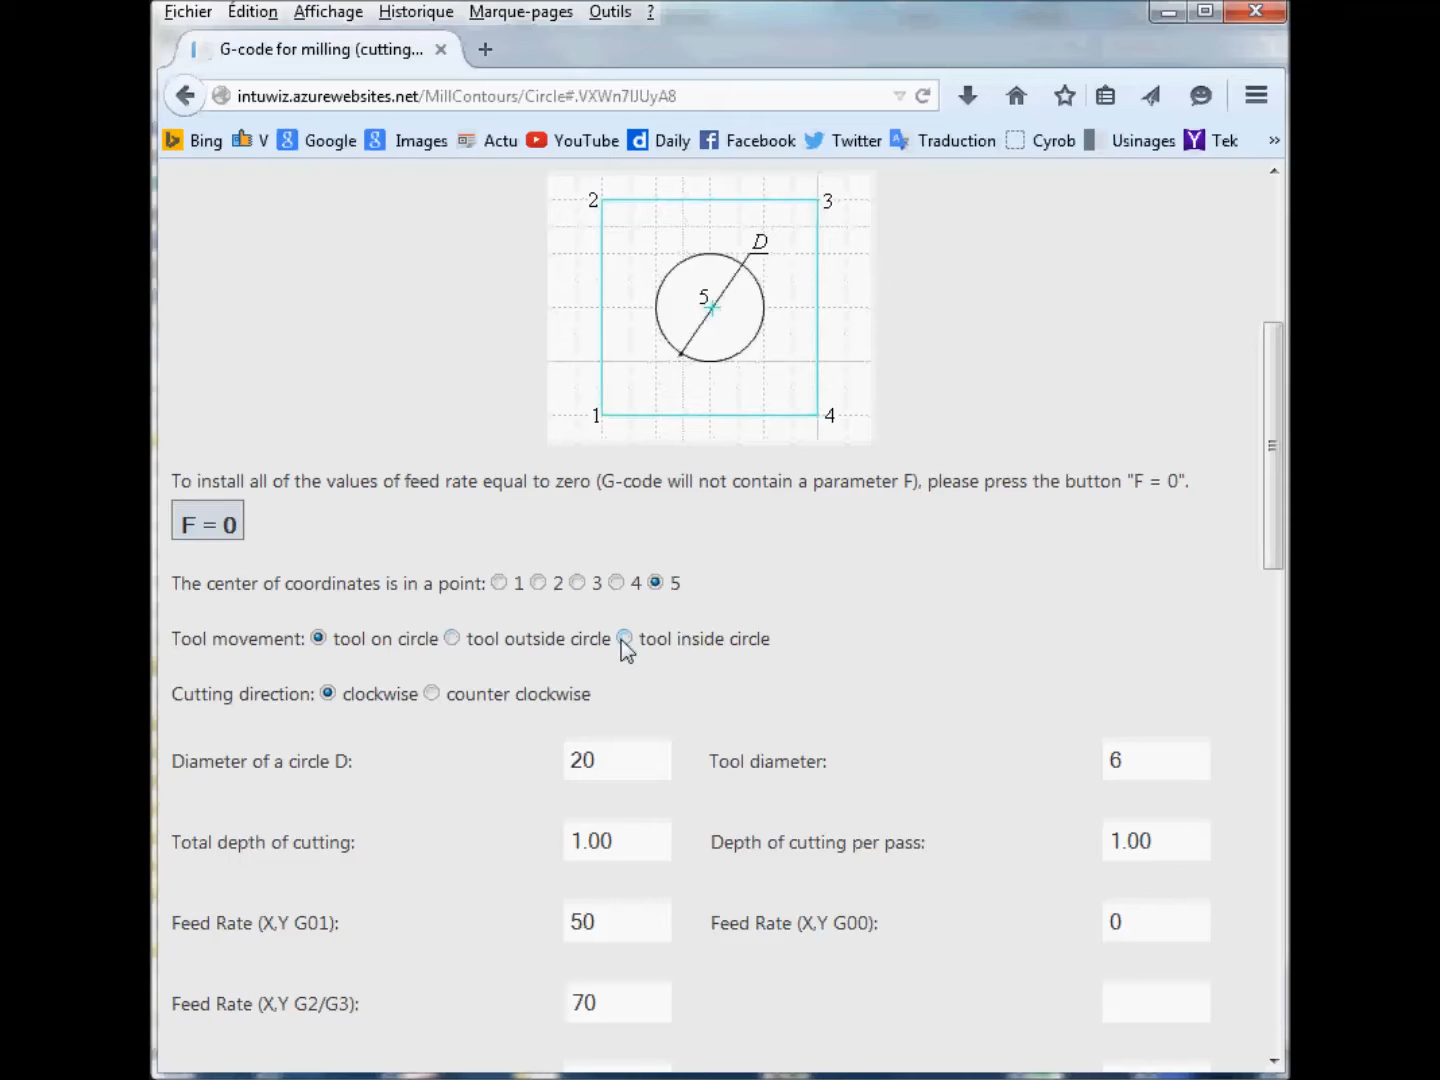 Fichier Édition Affichage Historique Marque-pages Outils ?
G-code for milling (cutting...
intuwiz.azurewebsites.net/MillContours/Circle#.VXWn7IJUyA8
Bing V Google Images Actu YouTube Daily Facebook Twitter Traduction Cyrob Usinages Tek »
2 3
D
5
1 4
To install all of the values of feed rate equal to zero (G-code will not contain a parameter F), please press the button "F = 0".
F = 0
The center of coordinates is in a point: 1 2 3 4 5
Tool movement: tool on circle tool outside circle tool inside circle
Cutting direction: clockwise counter clockwise
Diameter of a circle D: 20 Tool diameter: 6
Total depth of cutting: 1.00 Depth of cutting per pass: 1.00
Feed Rate (X,Y G01): 50 Feed Rate (X,Y G00): 0
Feed Rate (X,Y G2/G3): 70